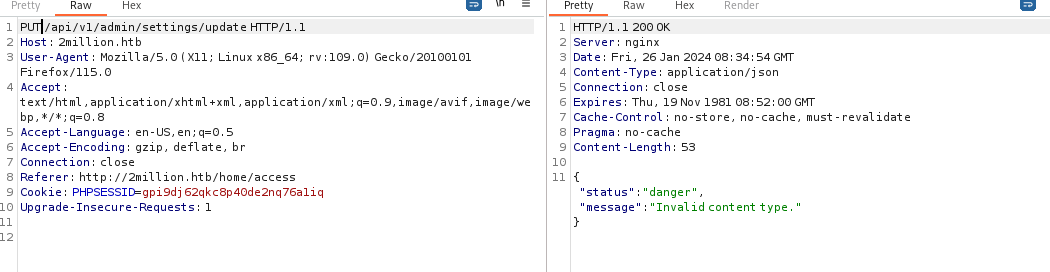 Pretty Raw Hex \n
1 PUT /api/v1/admin/settings/update HTTP/1.1
2 Host: 2million.htb
3 User-Agent: Mozilla/5.0 (X11; Linux x86_64; rv:109.0) Gecko/20100101
Firefox/115.0
4 Accept:
text/html,application/xhtml+xml,application/xml;q=0.9,image/avif,image/we
bp,*/*;q=0.8
5 Accept-Language: en-US,en;q=0.5
6 Accept-Encoding: gzip, deflate, br
7 Connection: close
8 Referer: http://2million.htb/home/access
9 Cookie: PHPSESSID=gpi9dj62qkc8p40de2nq76a1iq
10 Upgrade-Insecure-Requests: 1
11
12
Pretty Raw Hex Render
1 HTTP/1.1 200 OK
2 Server: nginx
3 Date: Fri, 26 Jan 2024 08:34:54 GMT
4 Content-Type: application/json
5 Connection: close
6 Expires: Thu, 19 Nov 1981 08:52:00 GMT
7 Cache-Control: no-store, no-cache, must-revalidate
8 Pragma: no-cache
9 Content-Length: 53
10
11 {
"status":"danger",
"message":"Invalid content type."
}